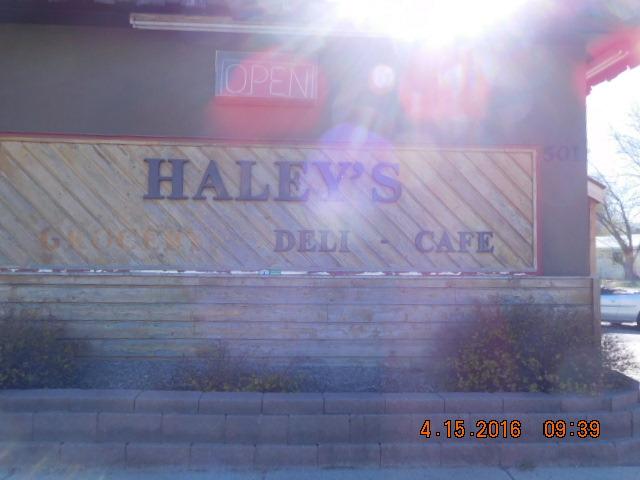 OPEN
HALEY'S
501
GROCERY - DELI - CAFE
4.15.2016 09:39